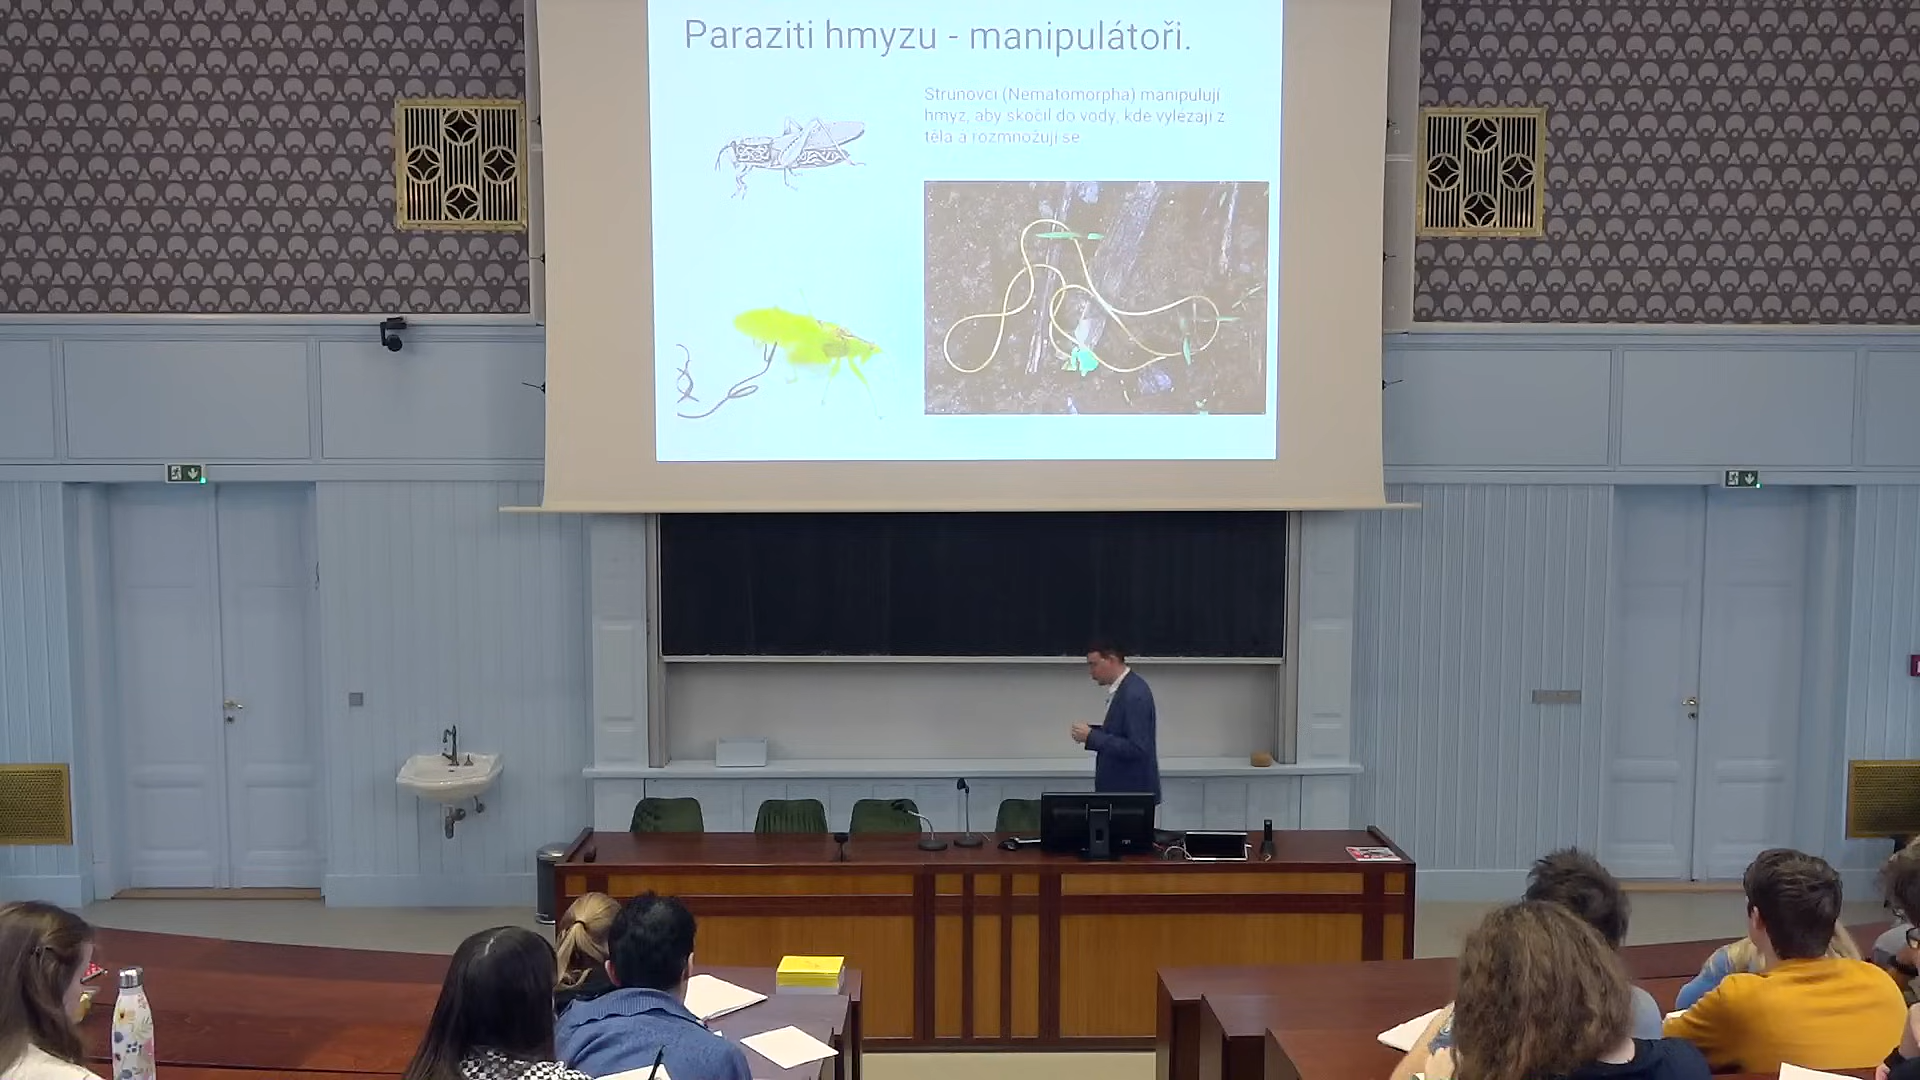 Paraziti hmyzu - manipulátoři.
Strunovci (Nematomorpha) manipulují
hmyz, aby skočil do vody, kde vylézají z
těla a rozmnožují se